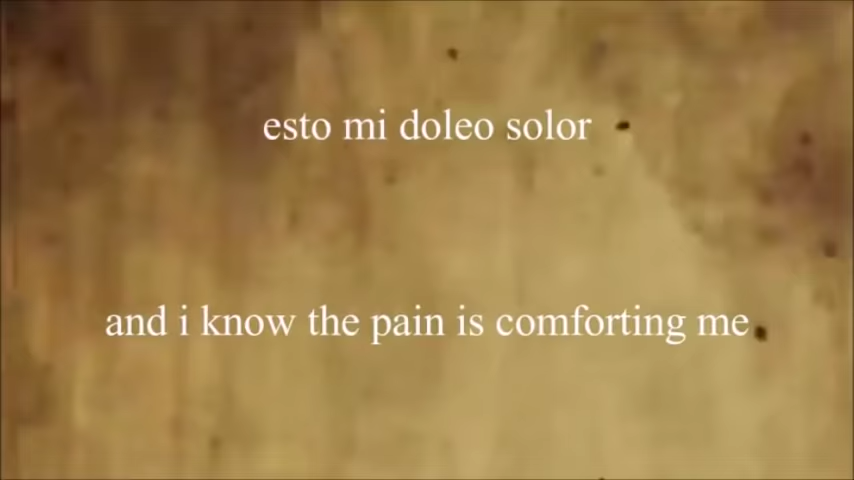 esto mi doleo solor
and i know the pain is comforting me